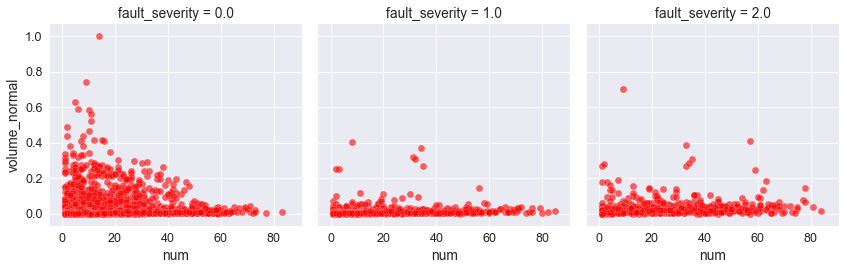 fault_severity = 0.0
fault_severity = 1.0
fault_severity = 2.0
volume_normal
1.0
0.8
0.6
0.4
0.2
0.0
0 20 40 60 80
0 20 40 60 80
0 20 40 60 80
num
num
num